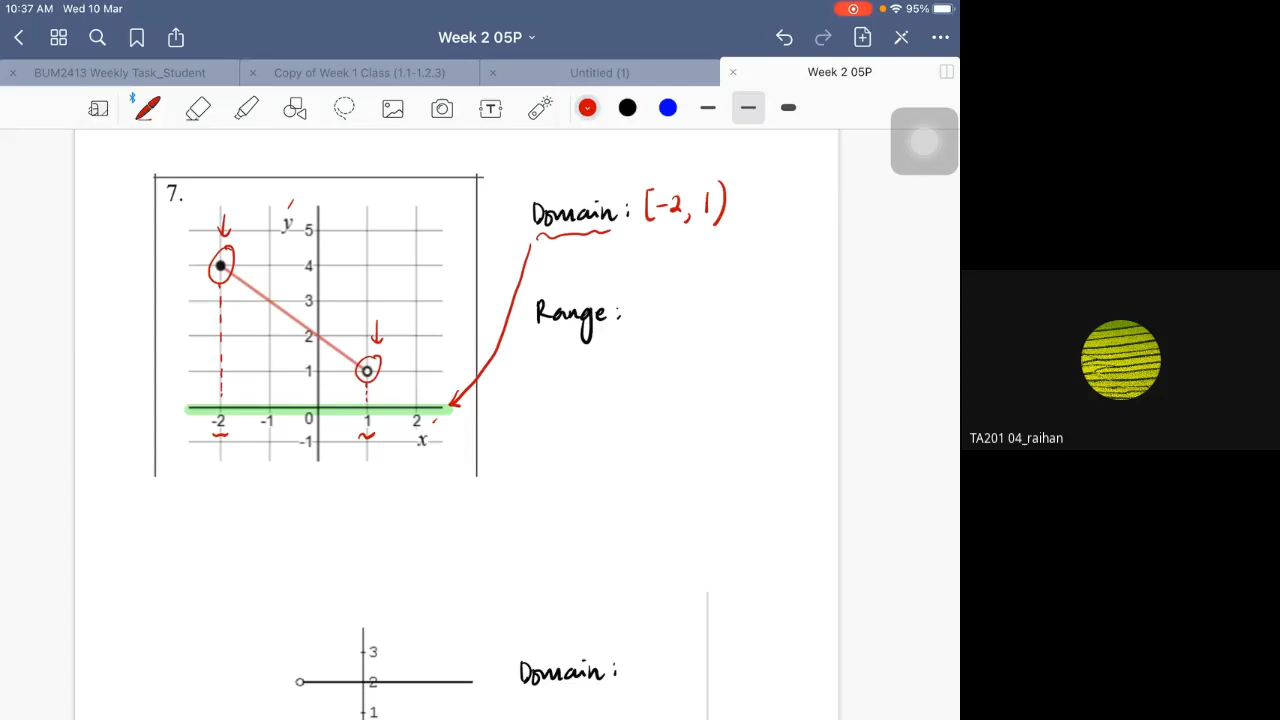 10:37 AM Wed 10 Mar
95%
Week 2 05P
BUM2413 Weekly Task_Student
Copy of Week 1 Class (1.1-1.2.3)
Untitled (1)
Week 2 05P
T
7.
y
5
4
3
2
1
-2 -1 0 1 2
-1
x
Domain : [-2, 1)
Range :
TA201 04_raihan
3
2
1
Domain :